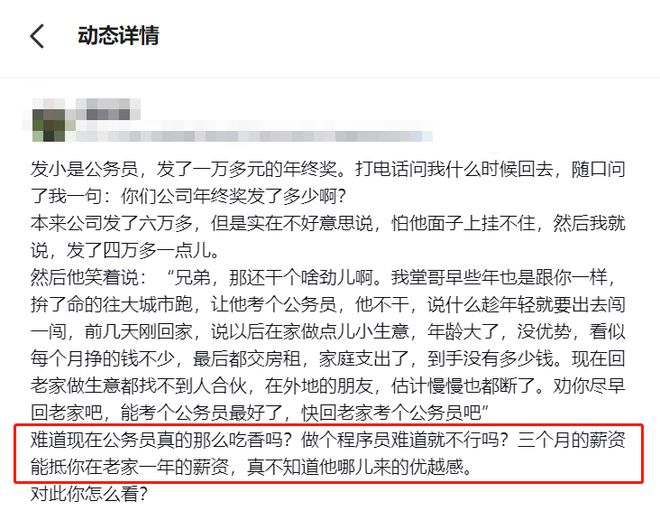 动态详情
发小是公务员，发了一万多元的年终奖。打电话问我什么时候回去，随口问
了我一句：你们公司年终奖发了多少啊？
本来公司发了六万多，但是实在不好意思说，怕他面子上挂不住，然后我就
说，发了四万多一点儿。
然后他笑着说：“兄弟，那还干个啥劲儿啊。我堂哥早些年也是跟你一样，
拚了命的往大城市跑，让他考个公务员，他不干，说什么趁年轻就要出去闯
一闯，前几天刚回家，说以后在家做点儿小生意，年龄大了，没优势，看似
每个月挣的钱不少，最后都交房租，家庭支出了，到手没有多少钱。现在回
老家做生意都找不到人合伙，在外地的朋友，估计慢慢也都断了。劝你尽早
回老家吧，能考个公务员最好了，快回老家考个公务员吧”
难道现在公务员真的那么吃香吗？做个程序员难道就不行吗？三个月的薪资
能抵你在老家一年的薪资，真不知道他哪儿来的优越感。
对此你怎么看？